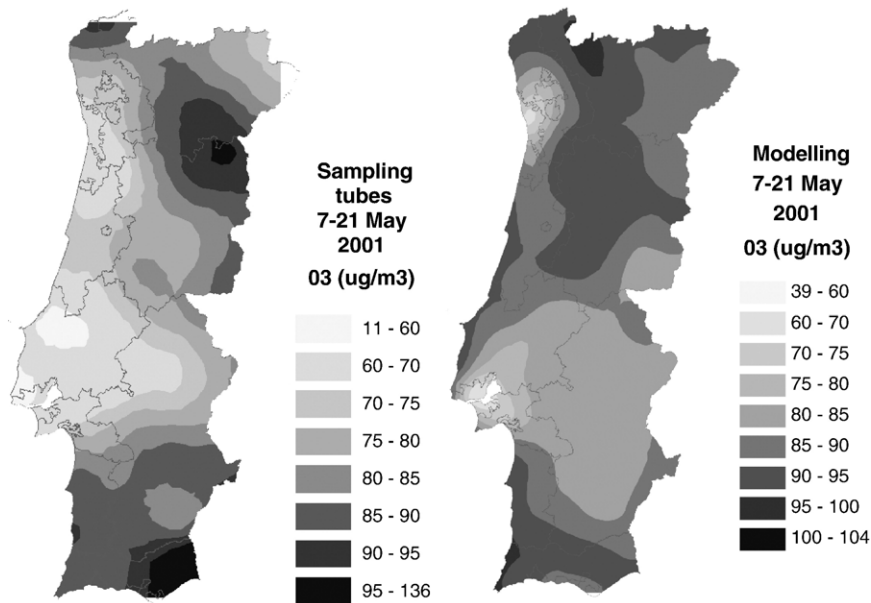 Sampling
tubes
7-21 May
2001
03 (ug/m3)
11 - 60
60 - 70
70 - 75
75 - 80
80 - 85
85 - 90
90 - 95
95 - 136
Modelling
7-21 May
2001
03 (ug/m3)
39 - 60
60 - 70
70 - 75
75 - 80
80 - 85
85 - 90
90 - 95
95 - 100
100 - 104